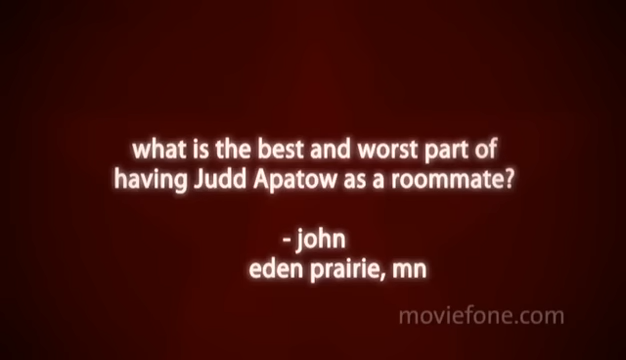 what is the best and worst part of
having Judd Apatow as a roommate?
- john
eden prairie, mn
moviefone.com